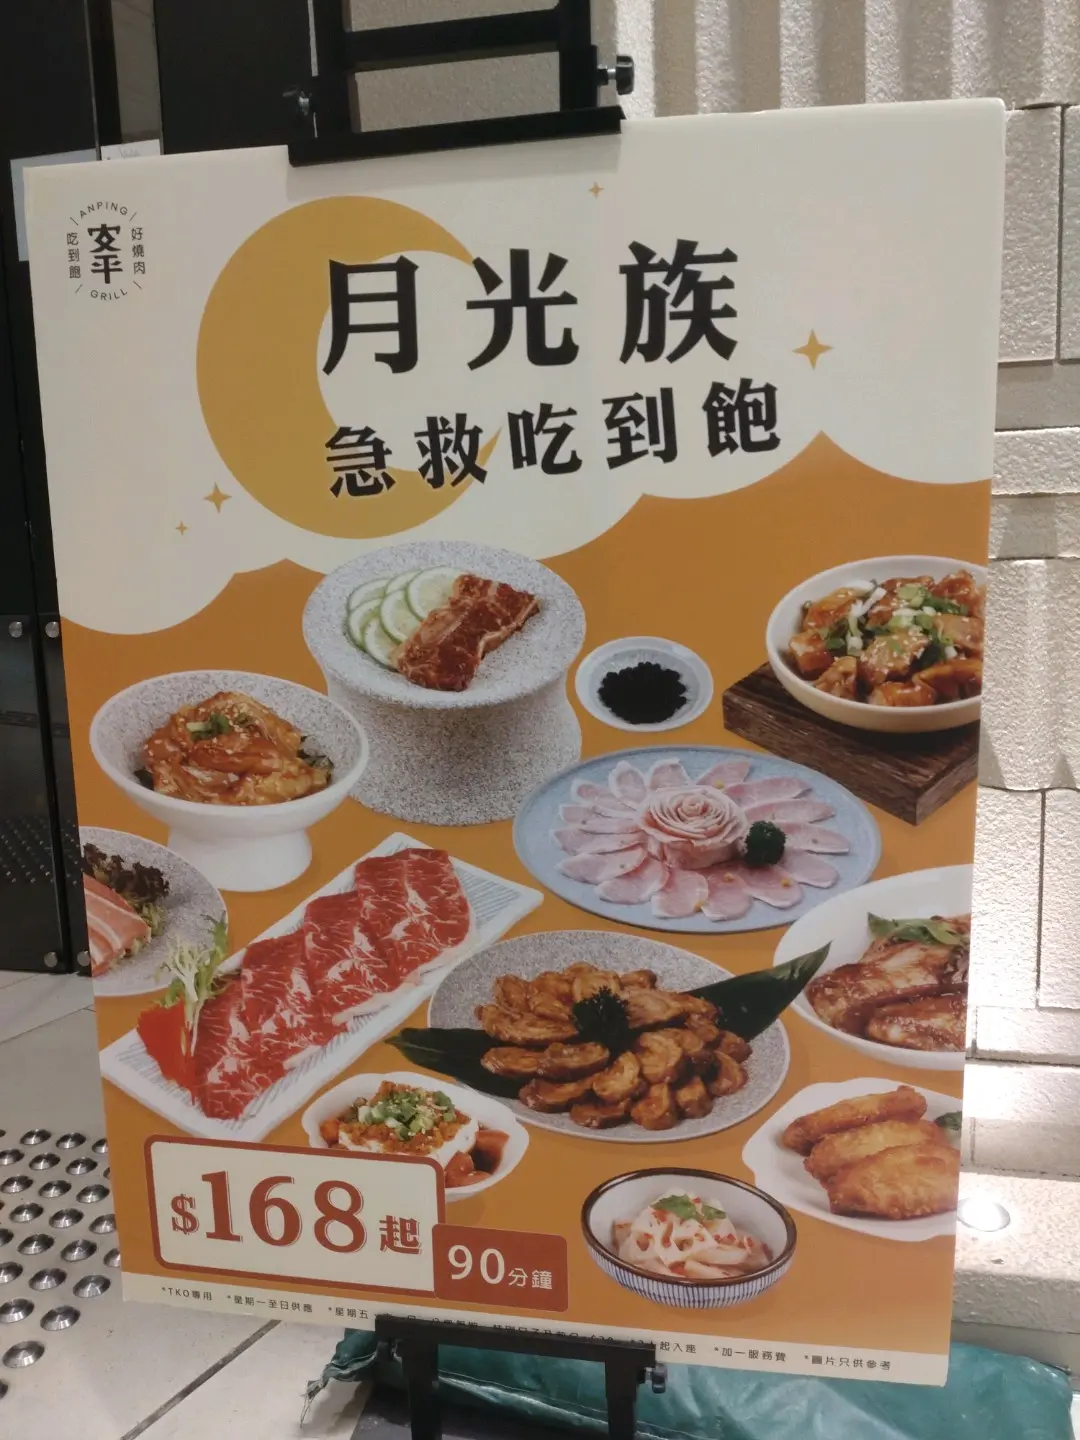 ANPING
吃到飽
安平
好燒肉
GRILL
月光族
急救吃到飽
$168起
90分鐘
*TKO專用 *星期一至日供應 *星期五 起入座 *加一服務費 *圖片只供參考